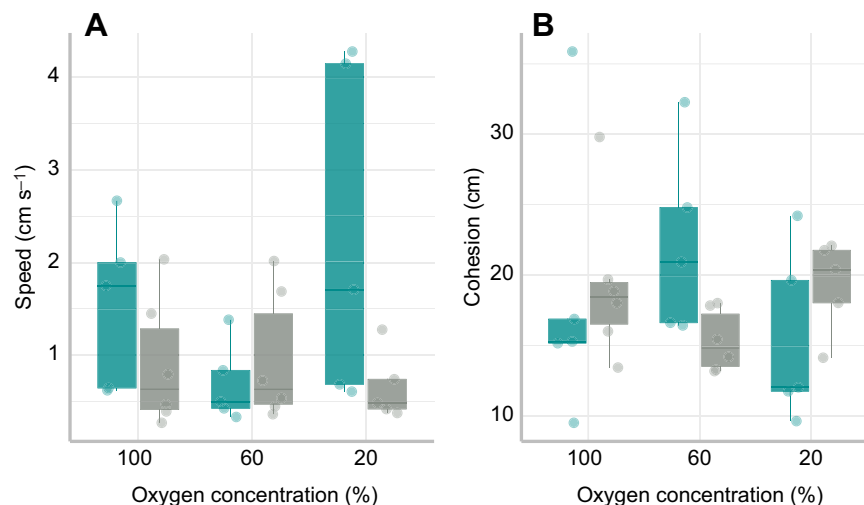 A
Speed (cm s⁻¹)
4
3
2
1
100 60 20
Oxygen concentration (%)
B
Cohesion (cm)
30
20
10
100 60 20
Oxygen concentration (%)